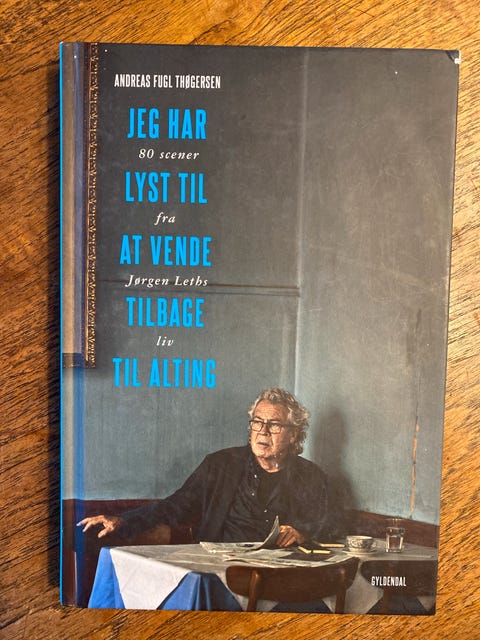 ANDREAS FUGL THØGERSEN
JEG HAR
80 scener
LYST TIL
fra
AT VENDE
Jørgen Leths
TILBAGE
liv
TIL ALTING
GYLDENDAL